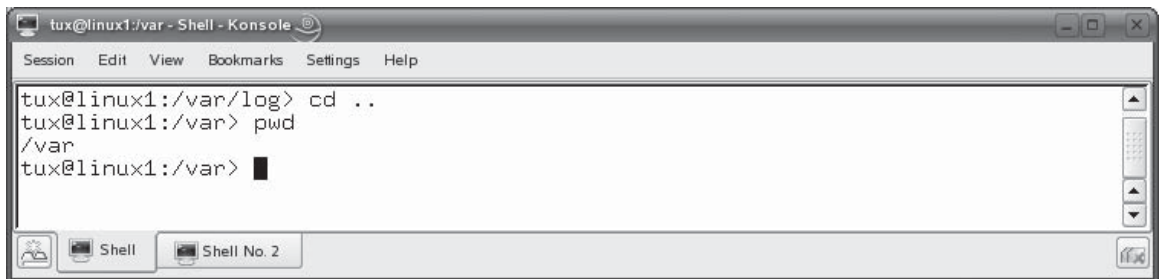 tux@linux1:/var - Shell - Konsole
Session Edit View Bookmarks Settings Help
tux@linux1:/var/log> cd ..
tux@linux1:/var> pwd
/var
tux@linux1:/var>
Shell Shell No. 2